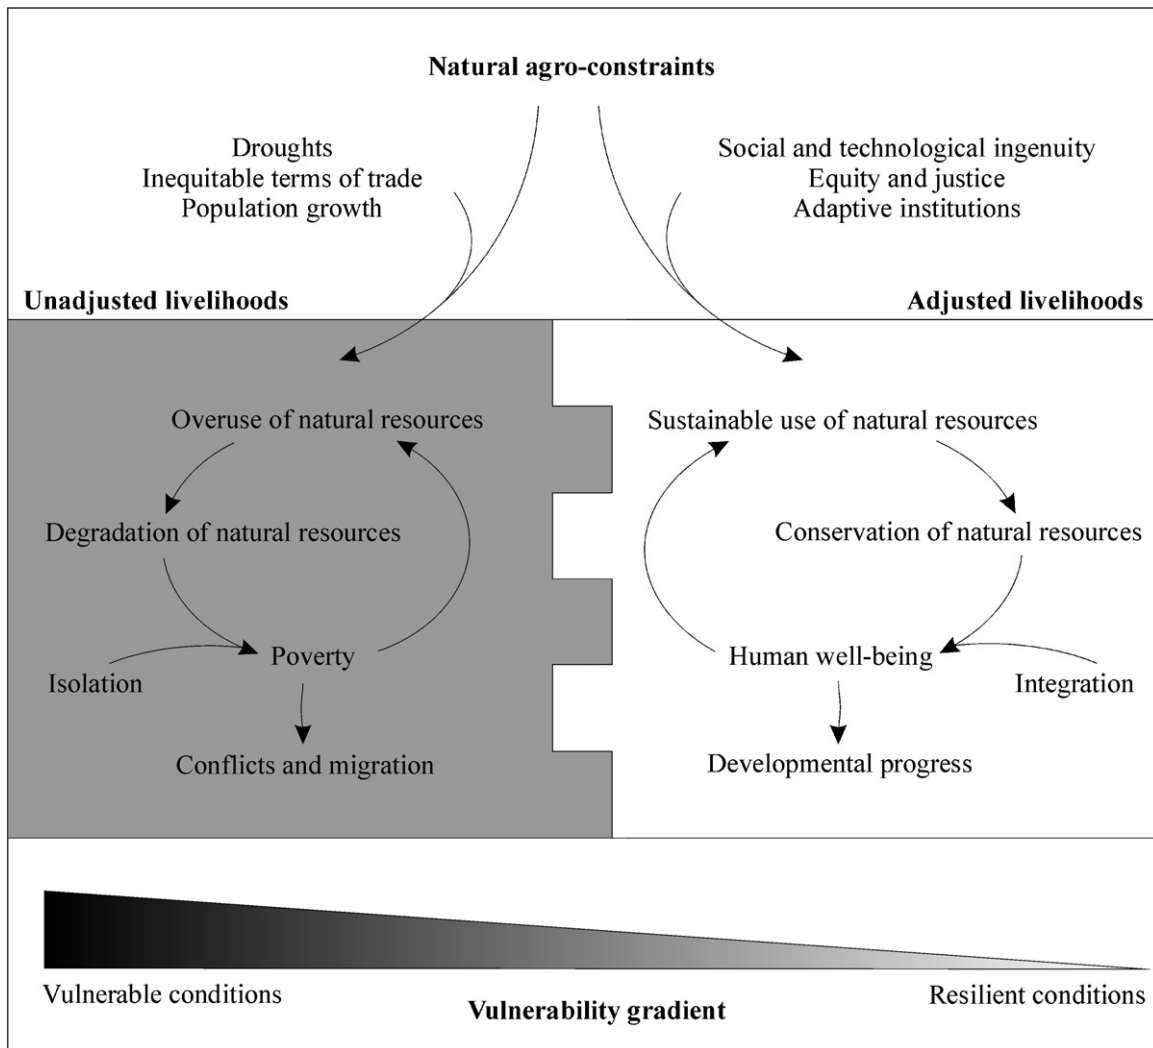 Natural agro-constraints
Droughts
Inequitable terms of trade
Population growth
Social and technological ingenuity
Equity and justice
Adaptive institutions
Unadjusted livelihoods
Adjusted livelihoods
Overuse of natural resources
Degradation of natural resources
Poverty
Isolation
Conflicts and migration
Sustainable use of natural resources
Conservation of natural resources
Human well-being
Integration
Developmental progress
Vulnerable conditions
Vulnerability gradient
Resilient conditions